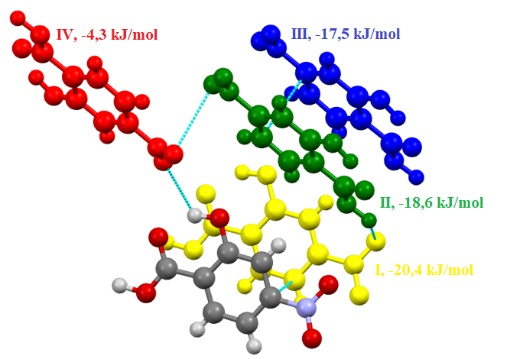 IV, -4,3 kJ/mol
III, -17,5 kJ/mol
II, -18,6 kJ/mol
I, -20,4 kJ/mol